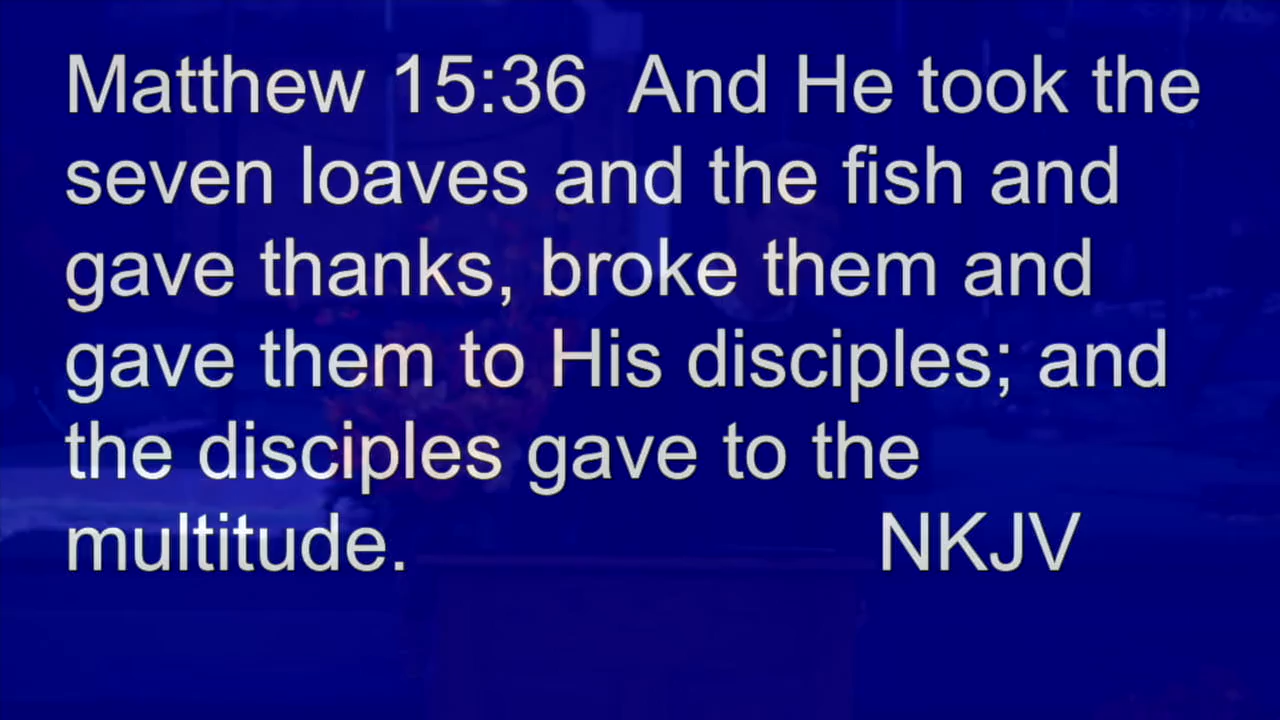 Matthew 15:36  And He took the
seven loaves and the fish and
gave thanks, broke them and
gave them to His disciples; and
the disciples gave to the
multitude. NKJV